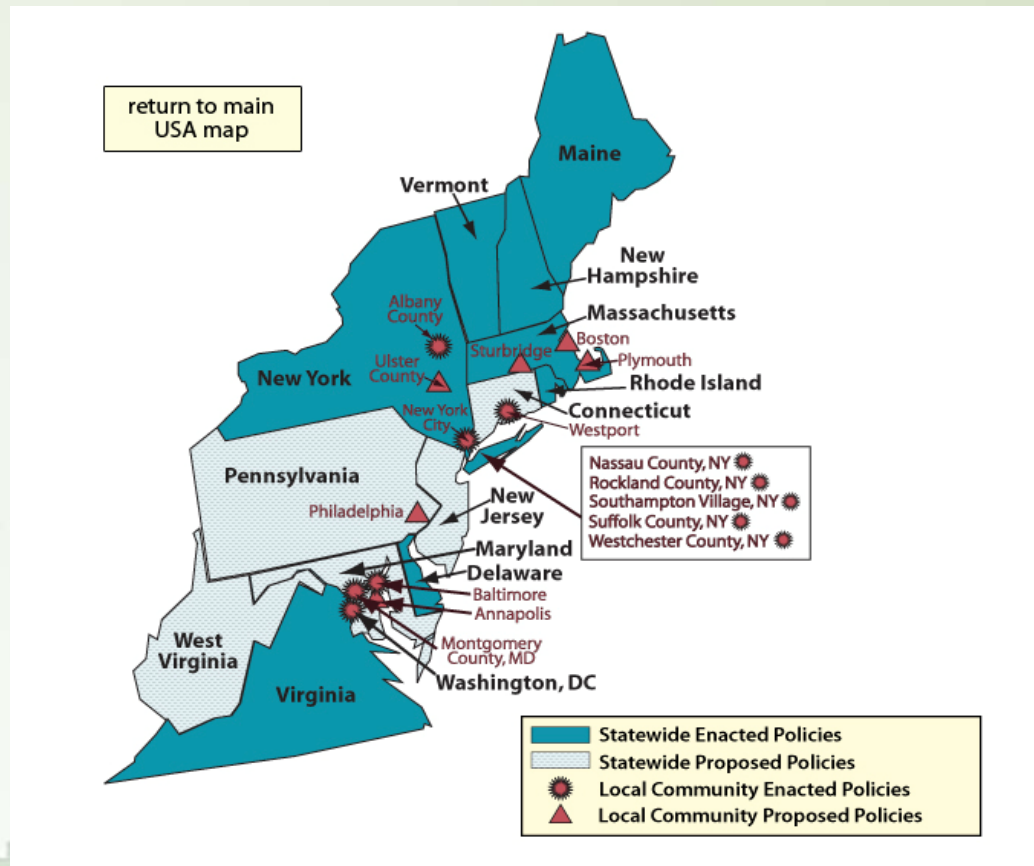 return to main
USA map
Maine
Vermont
New
Hampshire
Albany
County
Massachusetts
Boston
Sturbridge
Plymouth
Ulster
County
New York
Rhode Island
Connecticut
New York
City
Westport
Nassau County, NY
Rockland County, NY
Southampton Village, NY
Suffolk County, NY
Westchester County, NY
Pennsylvania
New
Jersey
Philadelphia
Maryland
Delaware
Baltimore
Annapolis
West
Virginia
Montgomery
County, MD
Washington, DC
Virginia
Statewide Enacted Policies
Statewide Proposed Policies
Local Community Enacted Policies
Local Community Proposed Policies